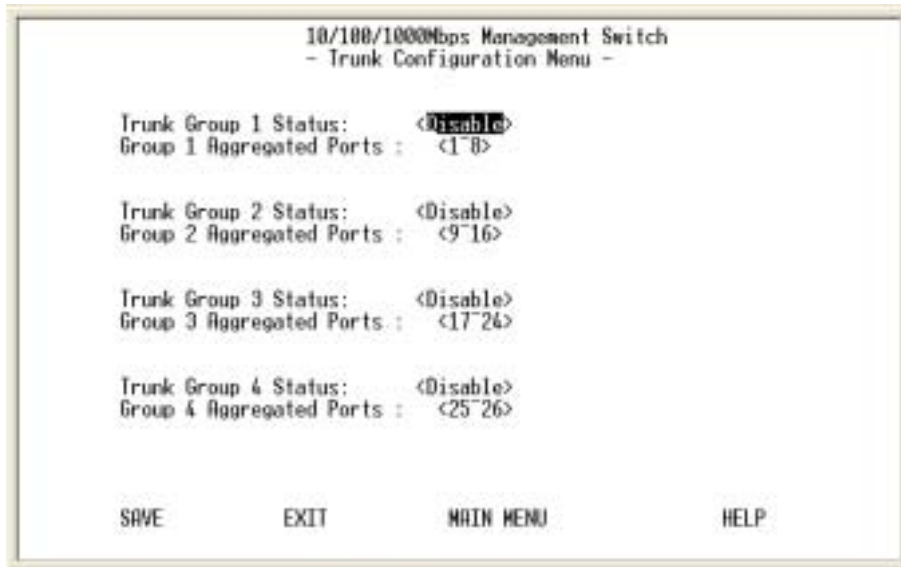 10/100/1000Mbps Management Switch
- Trunk Configuration Menu -
Trunk Group 1 Status: <Disable>
Group 1 Aggregated Ports : <1~8>
Trunk Group 2 Status: <Disable>
Group 2 Aggregated Ports : <9~16>
Trunk Group 3 Status: <Disable>
Group 3 Aggregated Ports : <17~24>
Trunk Group 4 Status: <Disable>
Group 4 Aggregated Ports : <25~26>
SAVE EXIT MAIN MENU HELP